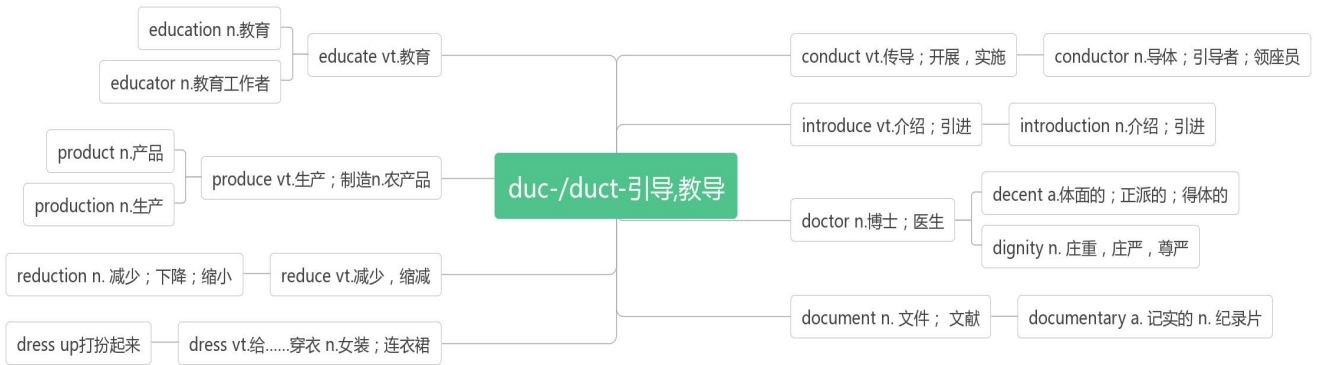 duc-/duct-引导,教导
educate vt.教育
education n.教育
educator n.教育工作者
produce vt.生产；制造n.农产品
product n.产品
production n.生产
reduce vt.减少，缩减
reduction n. 减少；下降；缩小
dress vt.给......穿衣 n.女装；连衣裙
dress up打扮起来
conduct vt.传导；开展，实施
conductor n.导体；引导者；领座员
introduce vt.介绍；引进
introduction n.介绍；引进
doctor n.博士；医生
decent a.体面的；正派的；得体的
dignity n. 庄重，庄严，尊严
document n. 文件； 文献
documentary a. 记实的 n. 纪录片